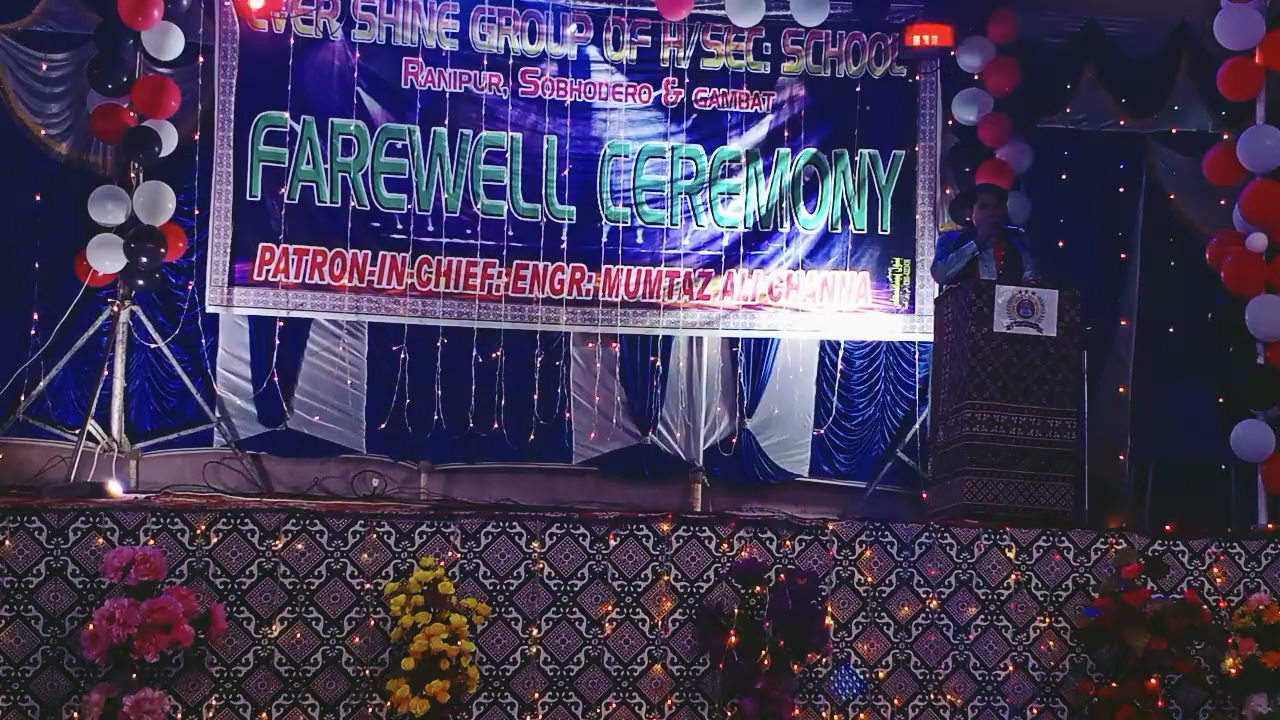 EVER SHINE GROUP OF H/SEC: SCHOOL
RANIPUR, SOBHODERO & GAMBAT
FAREWELL CEREMONY
PATRON-IN-CHIEF: ENGR: MUMTAZ ALI CHANNA